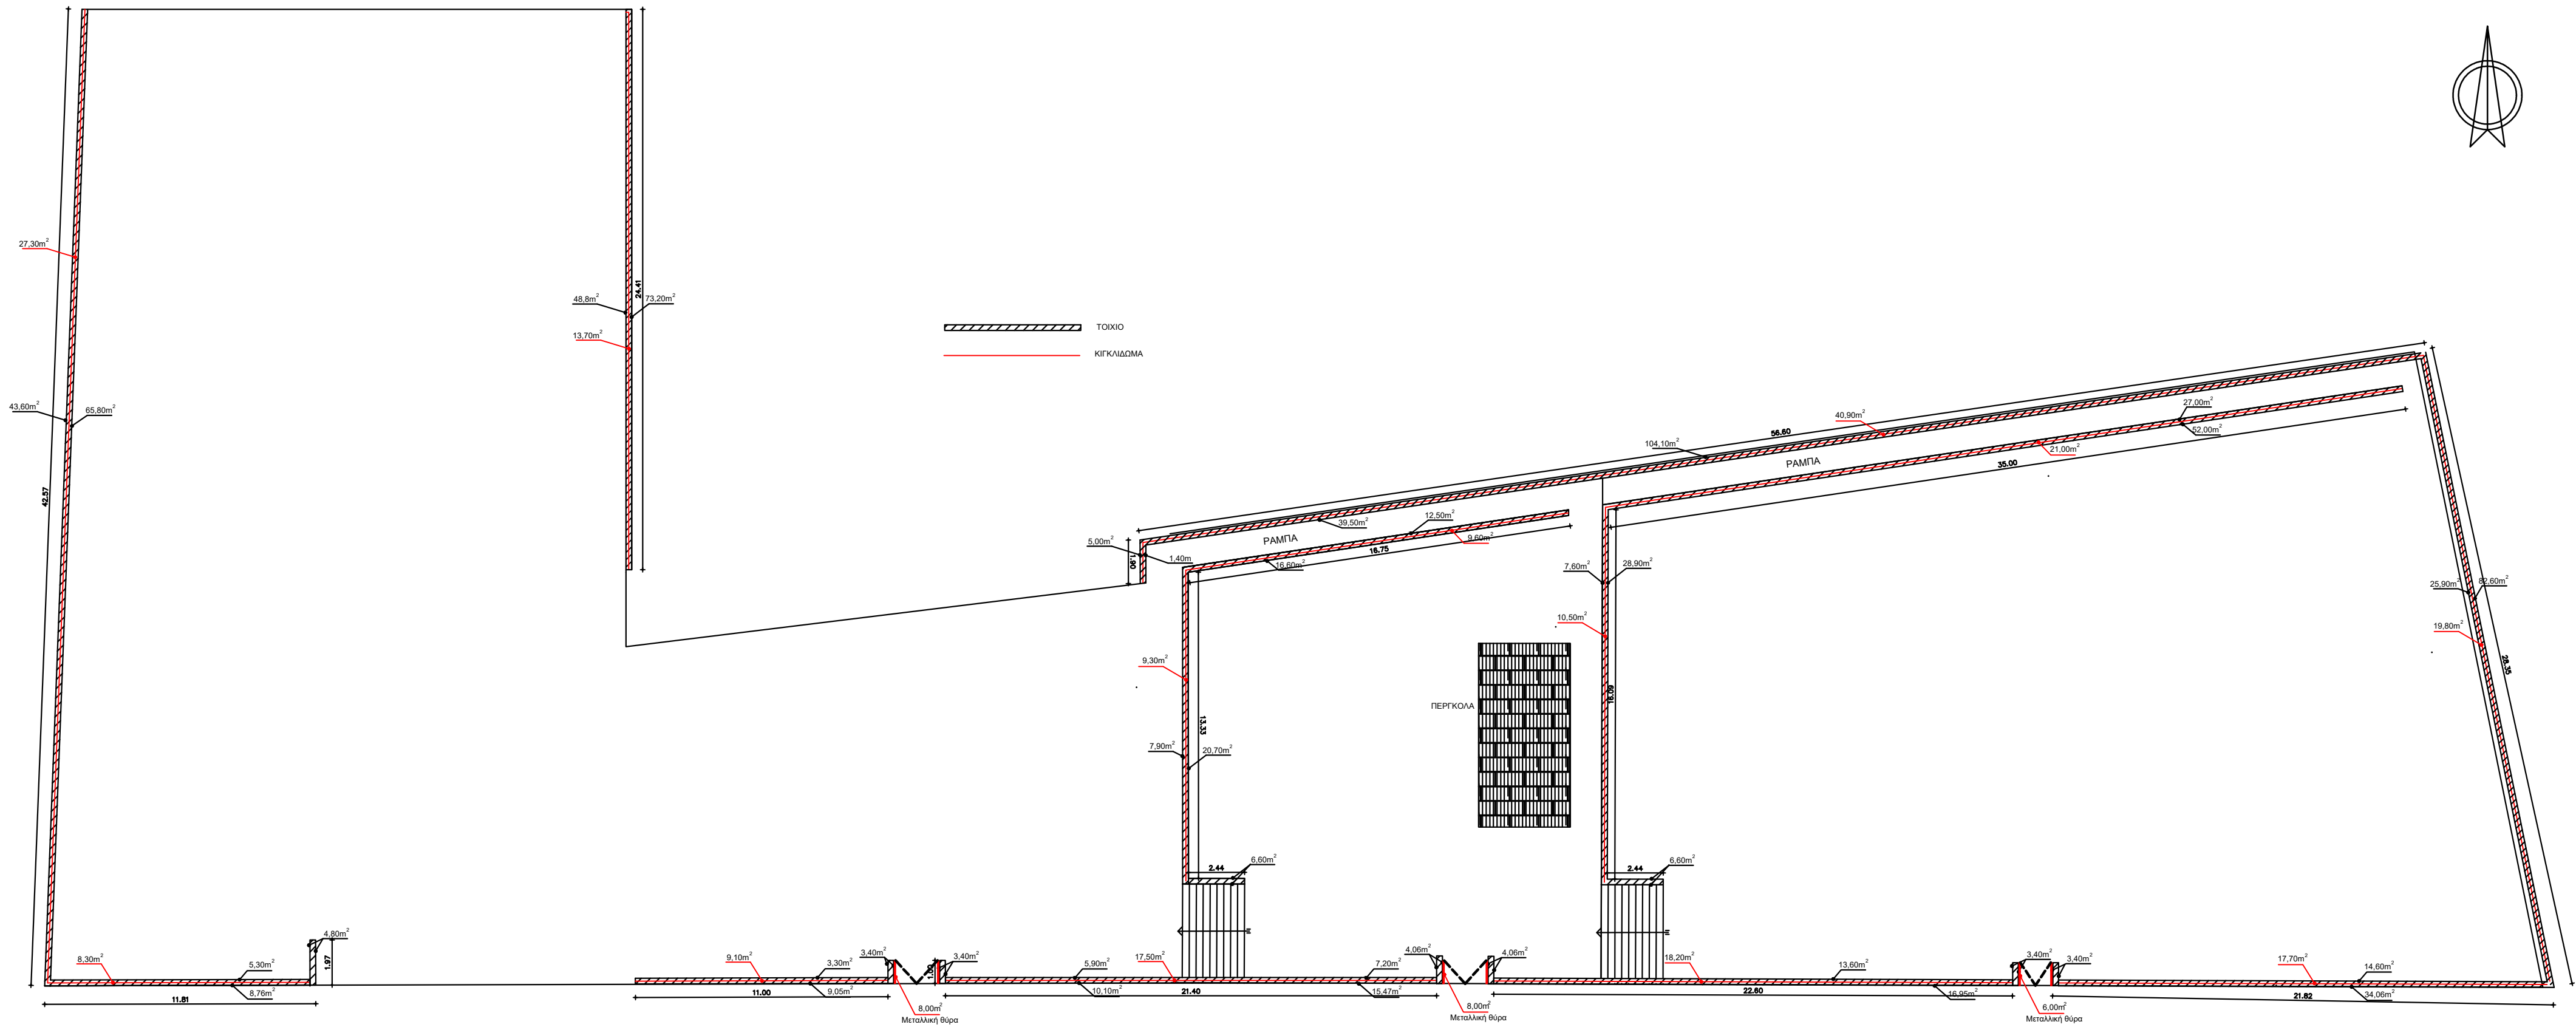 27,30m²
43,60m²
65,80m²
42.57
48,8m²
73,20m²
24.41
13,70m²
ΤΟΙΧΙΟ
ΚΙΓΚΛΙΔΩΜΑ
40,90m²
56.60
104,10m²
ΡΑΜΠΑ
27,00m²
52,00m²
21,00m²
35.00
39,50m²
12,50m²
9,60m²
ΡΑΜΠΑ
16.75
16,60m²
5,00m²
1,40m
1.90
7,60m²
28,90m²
10,50m²
16.09
25,90m²
82,60m²
19,80m²
28.35
9,30m²
13.33
7,90m²
20,70m²
ΠΕΡΓΚΟΛΑ
2.44
6,60m²
2.44
6,60m²
4,80m²
1.97
8,30m²
5,30m²
8,76m²
11.81
9,10m²
3,30m²
3,40m²
9,05m²
11.00
8,00m²
Μεταλλική θύρα
3,40m²
5,90m²
10,10m²
17,50m²
21.40
7,20m²
15,47m²
4,06m²
8,00m²
Μεταλλική θύρα
4,06m²
18,20m²
22.60
13,60m²
16,95m²
3,40m²
6,00m²
Μεταλλική θύρα
3,40m²
17,70m²
14,60m²
34,06m²
21.82